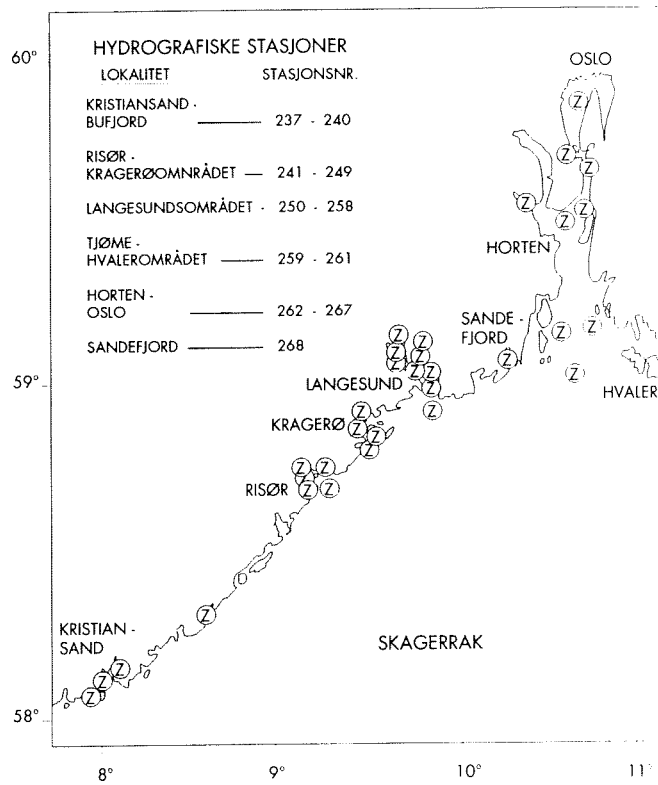 HYDROGRAFISKE STASJONER
LOKALITET STASJONSNR.
KRISTIANSAND -
BUFJORD 237 - 240
RISØR -
KRAGERØOMNRÅDET 241 - 249
LANGESUNDSOMRÅDET - 250 - 258
TJØME -
HVALEROMRÅDET 259 - 261
HORTEN -
OSLO 262 - 267
SANDEFJORD 268
60°
OSLO
Z
Z
Z
Z
Z
Z
HORTEN
SANDE -
FJORD
Z
Z
Z
Z
HVALER
59°
Z
Z
Z
Z
Z
Z
Z
Z
Z
LANGESUND
KRAGERØ
Z
Z
Z
Z
RISØR
Z
Z
Z
Z
Z
KRISTIAN -
SAND
Z
Z
Z
SKAGERRAK
58°
8° 9° 10° 11°